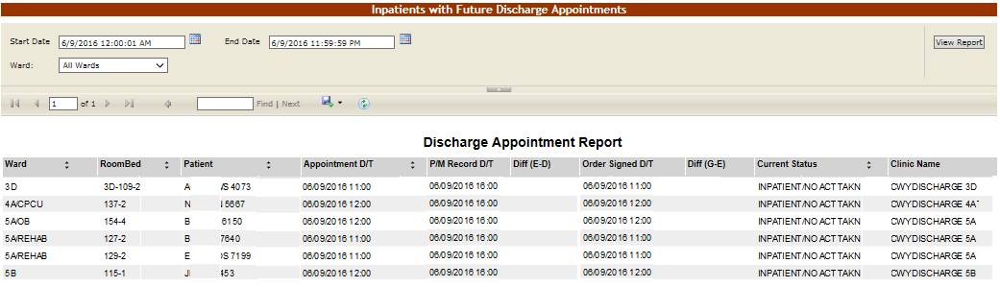 Inpatients with Future Discharge Appointments
Start Date 6/9/2016 12:00:01 AM End Date 6/9/2016 11:59:59 PM View Report
Ward: All Wards
1 of 1 Find | Next
Discharge Appointment Report
Ward RoomBed Patient Appointment D/T P/M Record D/T Diff (E-D) Order Signed D/T Diff (G-E) Current Status Clinic Name
3D 3D-109-2 A 4073 06/09/2016 11:00 06/09/2016 16:00 06/09/2016 11:00 INPATIENT/NO ACT TAKN CWYDISCHARGE 3D
4A/CPCU 137-2 N 5667 06/09/2016 12:00 06/09/2016 16:00 06/09/2016 12:00 INPATIENT/NO ACT TAKN CWYDISCHARGE 4A
5A/OB 154-4 B 6150 06/09/2016 12:00 06/09/2016 16:00 06/09/2016 12:00 INPATIENT/NO ACT TAKN CWYDISCHARGE 5A
5A/REHAB 127-2 B 7640 06/09/2016 11:00 06/09/2016 16:00 06/09/2016 11:00 INPATIENT/NO ACT TAKN CWYDISCHARGE 5A
5A/REHAB 129-2 E 7199 06/09/2016 11:00 06/09/2016 16:00 06/09/2016 11:00 INPATIENT/NO ACT TAKN CWYDISCHARGE 5A
5B 115-1 453 06/09/2016 12:00 06/09/2016 16:00 06/09/2016 12:00 INPATIENT/NO ACT TAKN CWYDISCHARGE 5B